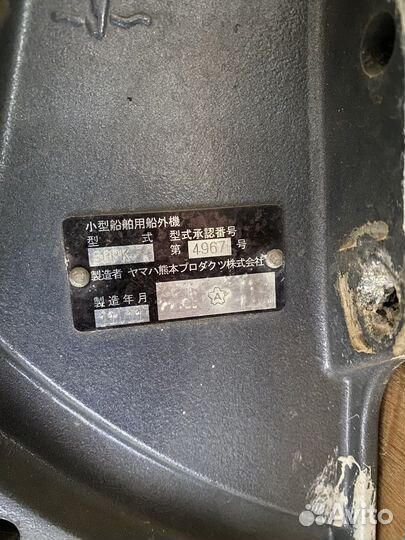 小型船舶用船外機
型 式 型式承認番号
第 4967 号
製造者 ヤマハ熊本プロダクツ株式会社
製造年月
A
Avito